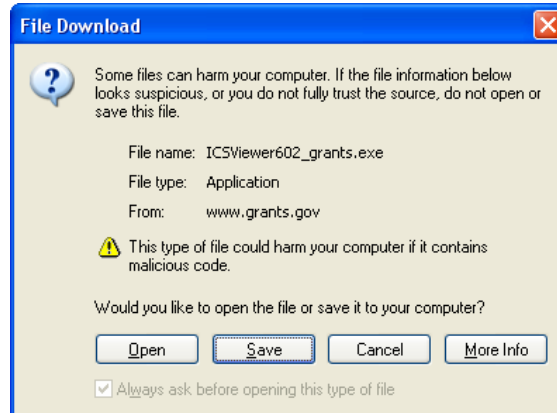 File Download
Some files can harm your computer. If the file information below
looks suspicious, or you do not fully trust the source, do not open or
save this file.
File name: ICSViewer602_grants.exe
File type: Application
From: www.grants.gov
This type of file could harm your computer if it contains
malicious code.
Would you like to open the file or save it to your computer?
Open Save Cancel More Info
Always ask before opening this type of file